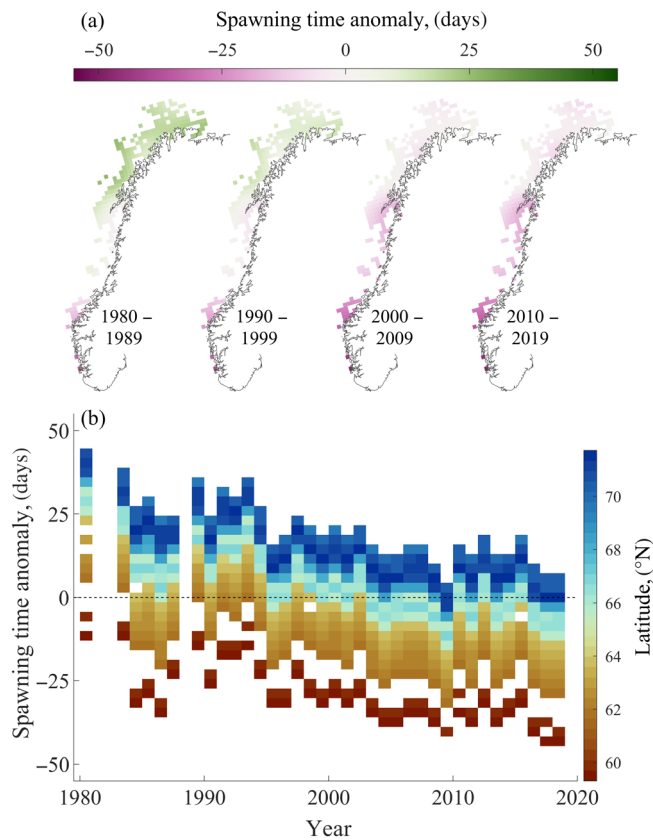 (a) Spawning time anomaly, (days)
−50 −25 0 25 50
1980 – 1989
1990 – 1999
2000 – 2009
2010 – 2019
(b)
Spawning time anomaly, (days)
50
25
0
−25
−50
1980 1990 2000 2010 2020
Year
70
68
66
64
62
60
Latitude, (°N)